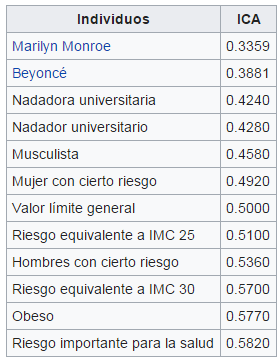 Individuos ICA
Marilyn Monroe 0.3359
Beyoncé 0.3881
Nadadora universitaria 0.4240
Nadador universitario 0.4280
Musculista 0.4580
Mujer con cierto riesgo 0.4920
Valor límite general 0.5000
Riesgo equivalente a IMC 25 0.5100
Hombres con cierto riesgo 0.5360
Riesgo equivalente a IMC 30 0.5700
Obeso 0.5770
Riesgo importante para la salud 0.5820